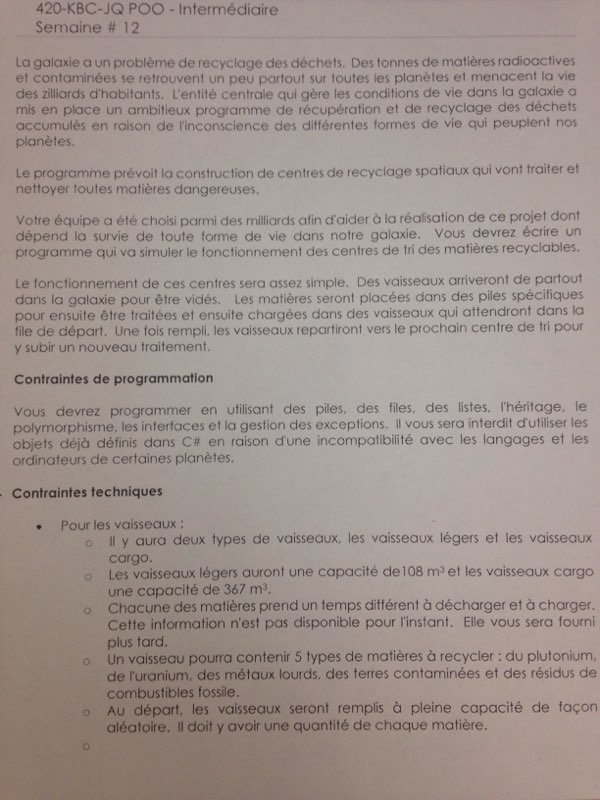 420-KBC-JQ POO - Intermédiaire
Semaine # 12
La galaxie a un problème de recyclage des déchets. Des tonnes de matières radioactives
et contaminées se retrouvent un peu partout sur toutes les planètes et menacent la vie
des zilliards d'habitants. L'entité centrale qui gère les conditions de vie dans la galaxie a
mis en place un ambitieux programme de récupération et de recyclage des déchets
accumulés en raison de l'inconscience des différentes formes de vie qui peuplent nos
planètes.
Le programme prévoit la construction de centres de recyclage spatiaux qui vont traiter et
nettoyer toutes matières dangereuses.
Votre équipe a été choisi parmi des milliards afin d'aider à la réalisation de ce projet dont
dépend la survie de toute forme de vie dans notre galaxie. Vous devrez écrire un
programme qui va simuler le fonctionnement des centres de tri des matières recyclables.
Le fonctionnement de ces centres sera assez simple. Des vaisseaux arriveront de partout
dans la galaxie pour être vidés. Les matières seront placées dans des piles spécifiques
pour ensuite être traitées et ensuite chargées dans des vaisseaux qui attendront dans la
file de départ. Une fois rempli, les vaisseaux repartiront vers le prochain centre de tri pour
y subir un nouveau traitement.
Contraintes de programmation
Vous devrez programmer en utilisant des piles, des files, des listes, l'héritage, le
polymorphisme, les interfaces et la gestion des exceptions. Il vous sera interdit d'utiliser les
objets déjà définis dans C# en raison d'une incompatibilité avec les langages et les
ordinateurs de certaines planètes.
Contraintes techniques
• Pour les vaisseaux :
o Il y aura deux types de vaisseaux, les vaisseaux légers et les vaisseaux
cargo.
o Les vaisseaux légers auront une capacité de108 m³ et les vaisseaux cargo
une capacité de 367 m³.
o Chacune des matières prend un temps différent à décharger et à charger.
Cette information n'est pas disponible pour l'instant. Elle vous sera fourni
plus tard.
o Un vaisseau pourra contenir 5 types de matières à recycler : du plutonium,
de l'uranium, des métaux lourds, des terres contaminées et des résidus de
combustibles fossile.
o Au départ, les vaisseaux seront remplis à pleine capacité de façon
aléatoire. Il doit y avoir une quantité de chaque matière.
o